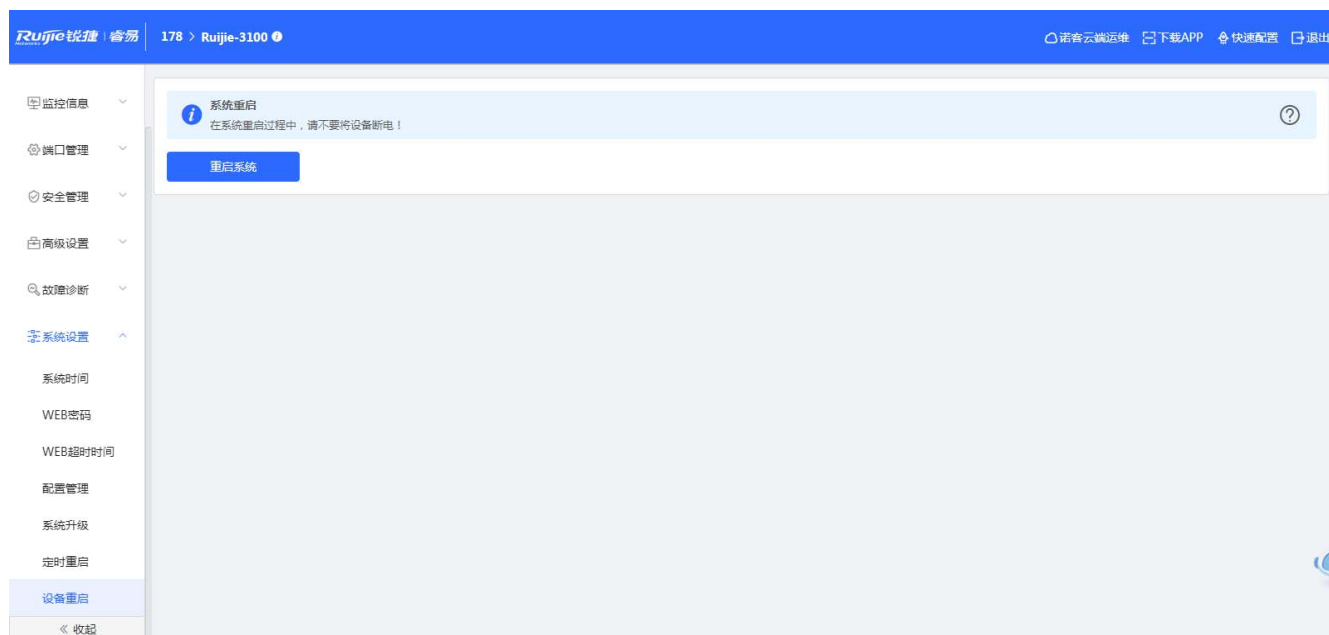 Ruijie锐捷 | 睿易
Networks
178 > Ruijie-3100
诺客云端运维 下载APP 快速配置 退出
监控信息
端口管理
安全管理
高级设置
故障诊断
系统设置
系统时间
WEB密码
WEB超时时间
配置管理
系统升级
定时重启
设备重启
《 收起
系统重启
在系统重启过程中，请不要将设备断电！
重启系统